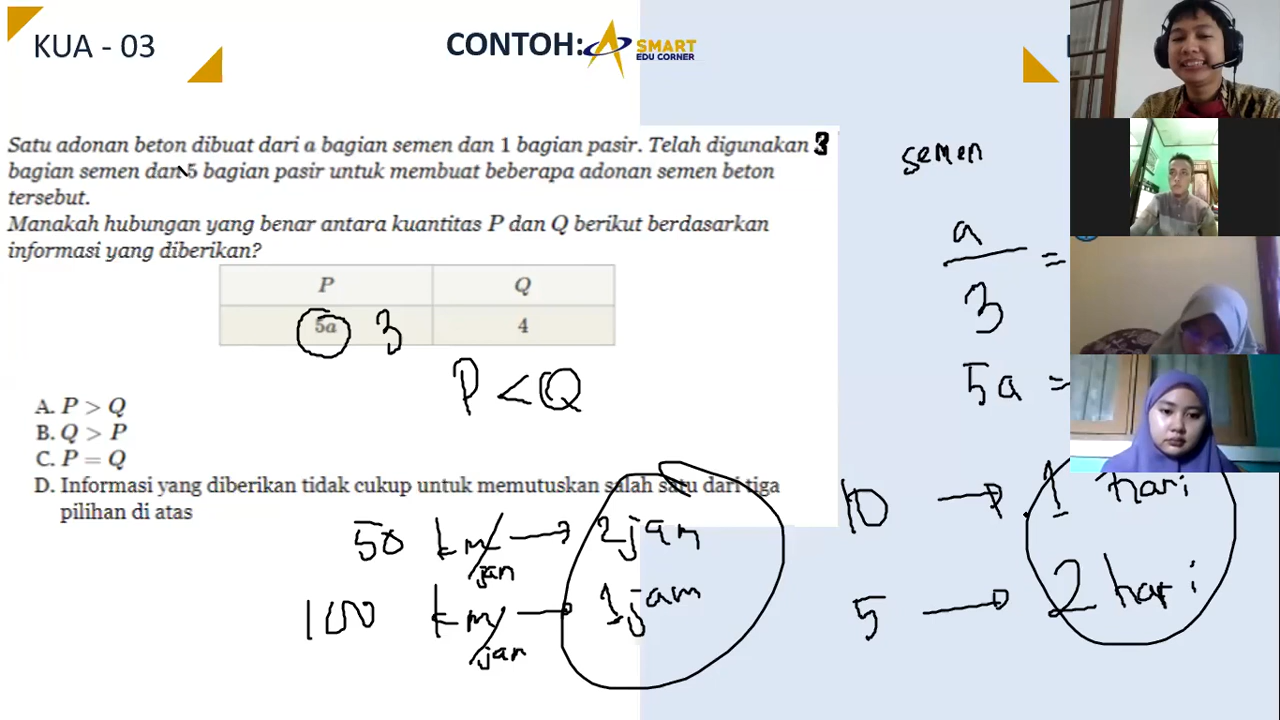 KUA - 03
CONTOH:
SMART
EDU CORNER
Satu adonan beton dibuat dari a bagian semen dan 1 bagian pasir. Telah digunakan 3
bagian semen dan 5 bagian pasir untuk membuat beberapa adonan semen beton
tersebut.
Manakah hubungan yang benar antara kuantitas P dan Q berikut berdasarkan
informasi yang diberikan?
P Q
5a 3 4
P < Q
A. P > Q
B. Q > P
C. P = Q
D. Informasi yang diberikan tidak cukup untuk memutuskan salah satu dari tiga
pilihan di atas
50 km/jam → 2jam
100 km/jam → 1jam
semen
a
3
=
5a =
10 → 1 hari
5 → 2 hari